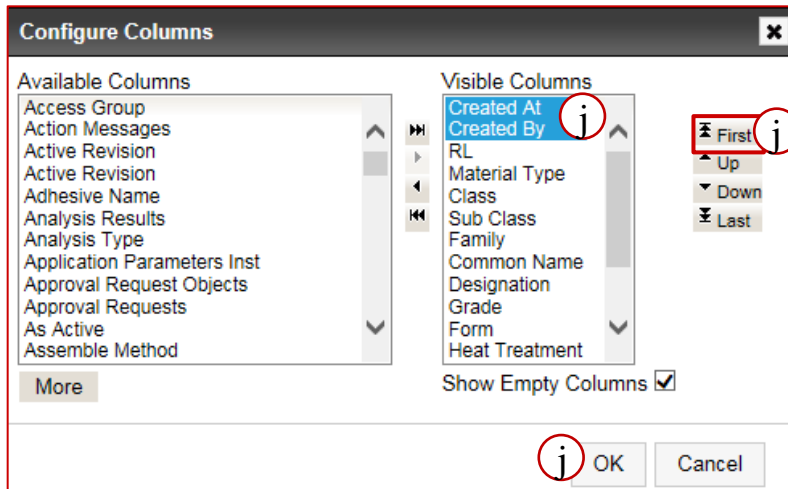 Configure Columns
Available Columns
Access Group
Action Messages
Active Revision
Active Revision
Adhesive Name
Analysis Results
Analysis Type
Application Parameters Inst
Approval Request Objects
Approval Requests
As Active
Assemble Method
More
Visible Columns
Created At
Created By
j
RL
Material Type
Class
Sub Class
Family
Common Name
Designation
Grade
Form
Heat Treatment
Show Empty Columns
First
j
Up
Down
Last
j
OK
Cancel